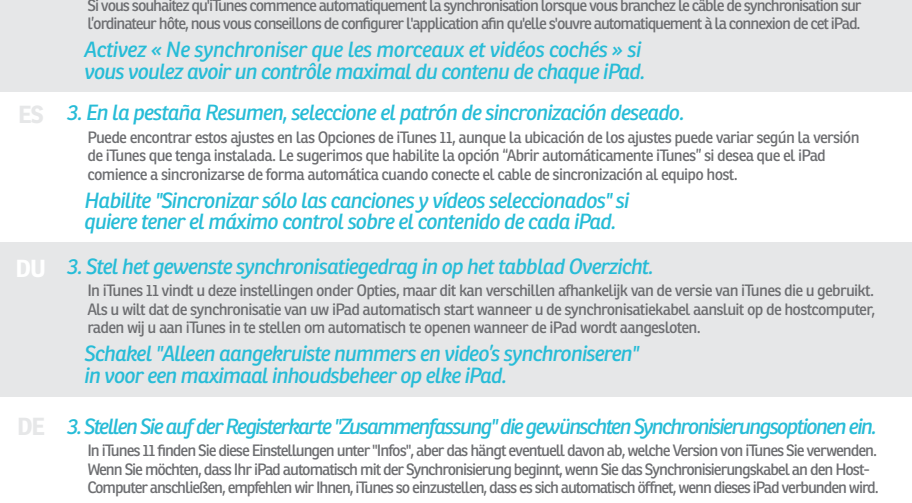 Si vous souhaitez qu'iTunes commence automatiquement la synchronisation lorsque vous branchez le câble de synchronisation sur
l'ordinateur hôte, nous vous conseillons de configurer l'application afin qu'elle s'ouvre automatiquement à la connexion de cet iPad.
Activez « Ne synchroniser que les morceaux et vidéos cochés » si
vous voulez avoir un contrôle maximal du contenu de chaque iPad.
ES 3. En la pestaña Resumen, seleccione el patrón de sincronización deseado.
Puede encontrar estos ajustes en las Opciones de iTunes 11, aunque la ubicación de los ajustes puede variar según la versión
de iTunes que tenga instalada. Le sugerimos que habilite la opción "Abrir automáticamente iTunes" si desea que el iPad
comience a sincronizarse de forma automática cuando conecte el cable de sincronización al equipo host.
Habilite "Sincronizar sólo las canciones y vídeos seleccionados" si
quiere tener el máximo control sobre el contenido de cada iPad.
DU 3. Stel het gewenste synchronisatiegedrag in op het tabblad Overzicht.
In iTunes 11 vindt u deze instellingen onder Opties, maar dit kan verschillen afhankelijk van de versie van iTunes die u gebruikt.
Als u wilt dat de synchronisatie van uw iPad automatisch start wanneer u de synchronisatiekabel aansluit op de hostcomputer,
raden wij u aan iTunes in te stellen om automatisch te openen wanneer de iPad wordt aangesloten.
Schakel "Alleen aangekruiste nummers en video's synchroniseren"
in voor een maximaal inhoudsbeheer op elke iPad.
DE 3. Stellen Sie auf der Registerkarte "Zusammenfassung" die gewünschten Synchronisierungsoptionen ein.
In iTunes 11 finden Sie diese Einstellungen unter "Infos", aber das hängt eventuell davon ab, welche Version von iTunes Sie verwenden.
Wenn Sie möchten, dass Ihr iPad automatisch mit der Synchronisierung beginnt, wenn Sie das Synchronisierungskabel an den Host-
Computer anschließen, empfehlen wir Ihnen, iTunes so einzustellen, dass es sich automatisch öffnet, wenn dieses iPad verbunden wird.